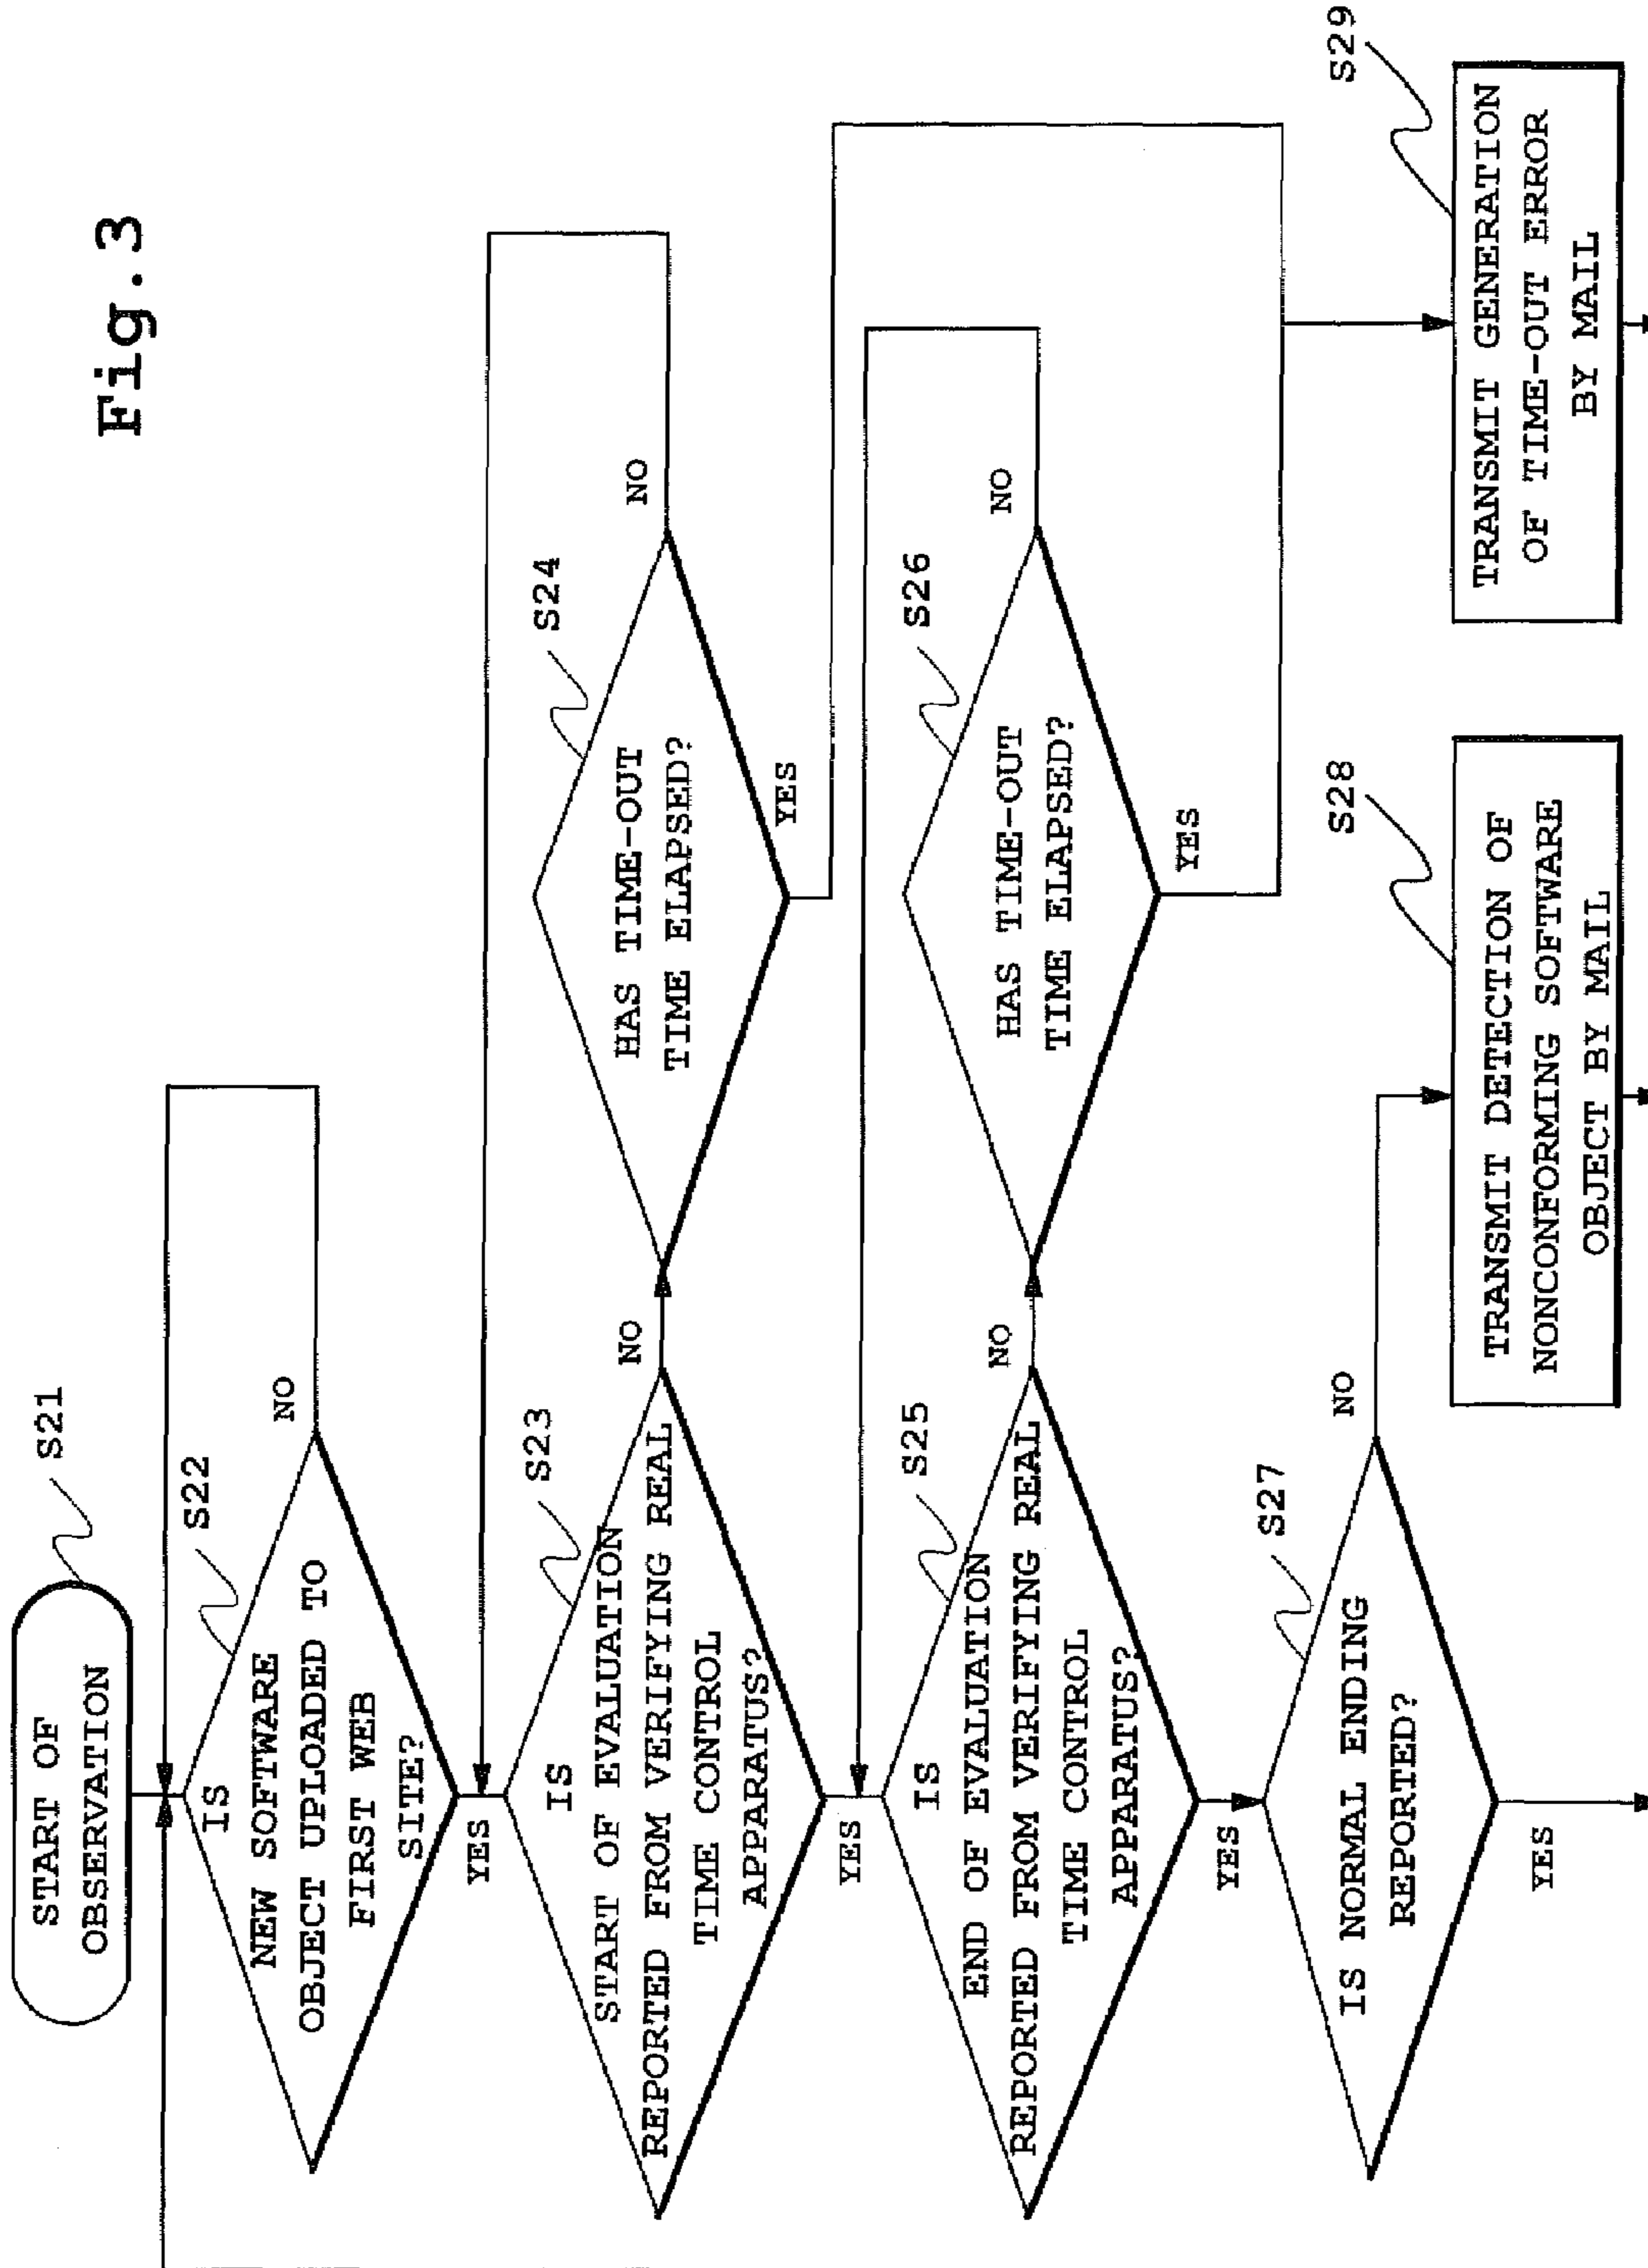 Fig.3
START OF
OBSERVATION
S21
IS
NEW SOFTWARE
OBJECT UPLOADED TO
FIRST WEB
SITE?
S22
NO
YES
IS
START OF EVALUATION
REPORTED FROM VERIFYING REAL
TIME CONTROL
APPARATUS?
S23
NO
YES
HAS TIME-OUT
TIME ELAPSED?
S24
NO
YES
IS
END OF EVALUATION
REPORTED FROM VERIFYING REAL
TIME CONTROL
APPARATUS?
S25
NO
YES
HAS TIME-OUT
TIME ELAPSED?
S26
NO
YES
IS NORMAL ENDING
REPORTED?
S27
NO
YES
TRANSMIT DETECTION OF
NONCONFORMING SOFTWARE
OBJECT BY MAIL
S28
TRANSMIT GENERATION
OF TIME-OUT ERROR
BY MAIL
S29